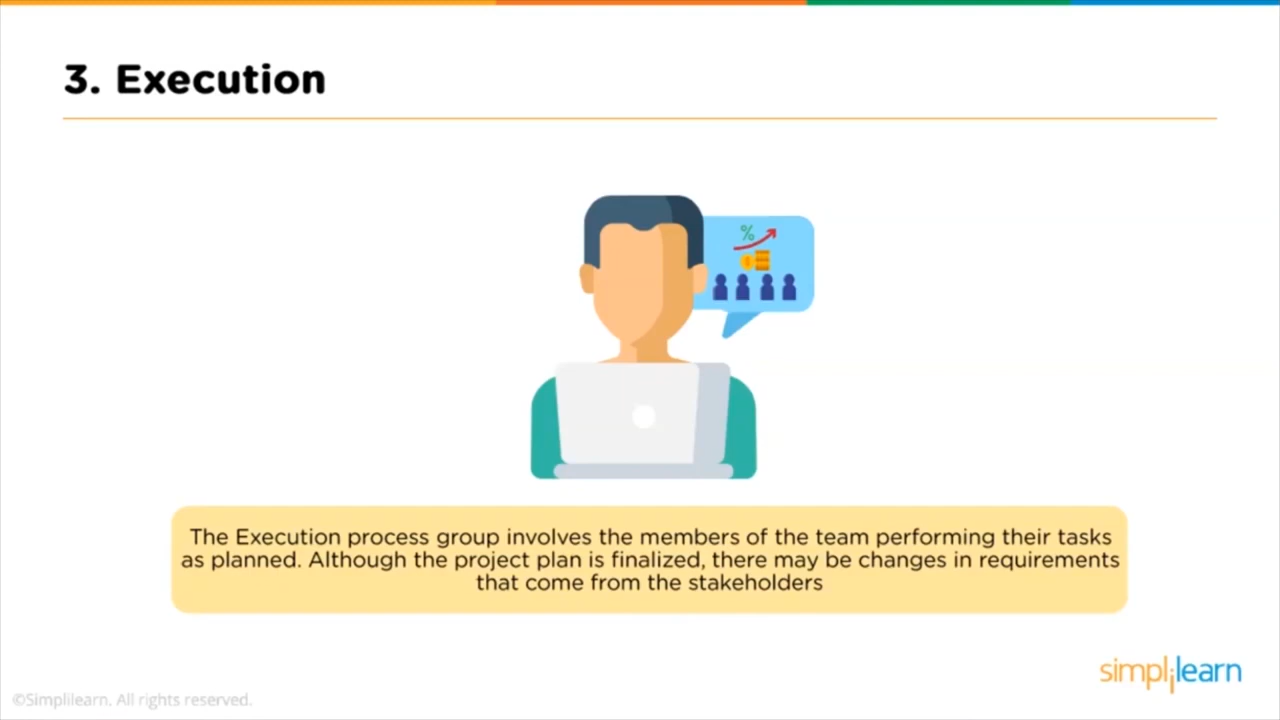 3. Execution
%
The Execution process group involves the members of the team performing their tasks
as planned. Although the project plan is finalized, there may be changes in requirements
that come from the stakeholders
simplilearn
©Simplilearn. All rights reserved.